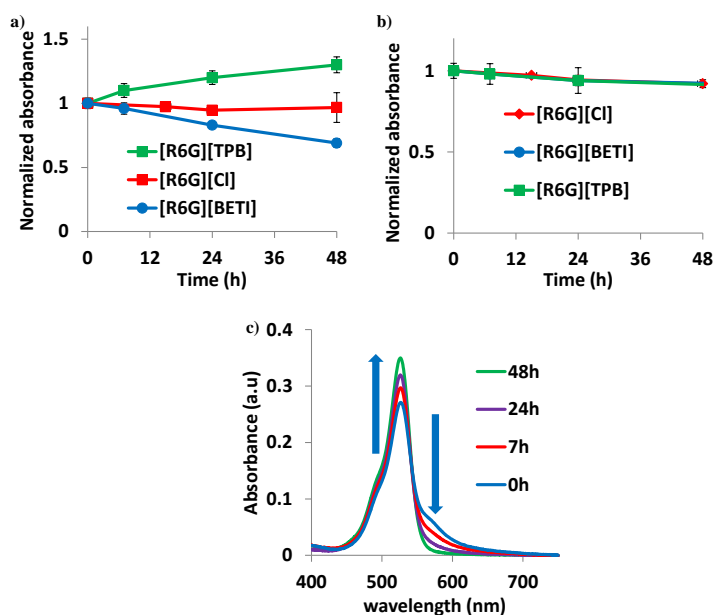 a)
Normalized absorbance
1.5
1
0.5
0
[R6G][TPB]
[R6G][Cl]
[R6G][BETI]
0 12 24 36 48
Time (h)
b)
Normalized absorbance
1
0.5
0
[R6G][Cl]
[R6G][BETI]
[R6G][TPB]
0 12 24 36 48
Time (h)
c)
Absorbance (a.u)
0.4
0.3
0.2
0.1
0
48h
24h
7h
0h
400 500 600 700
wavelength (nm)